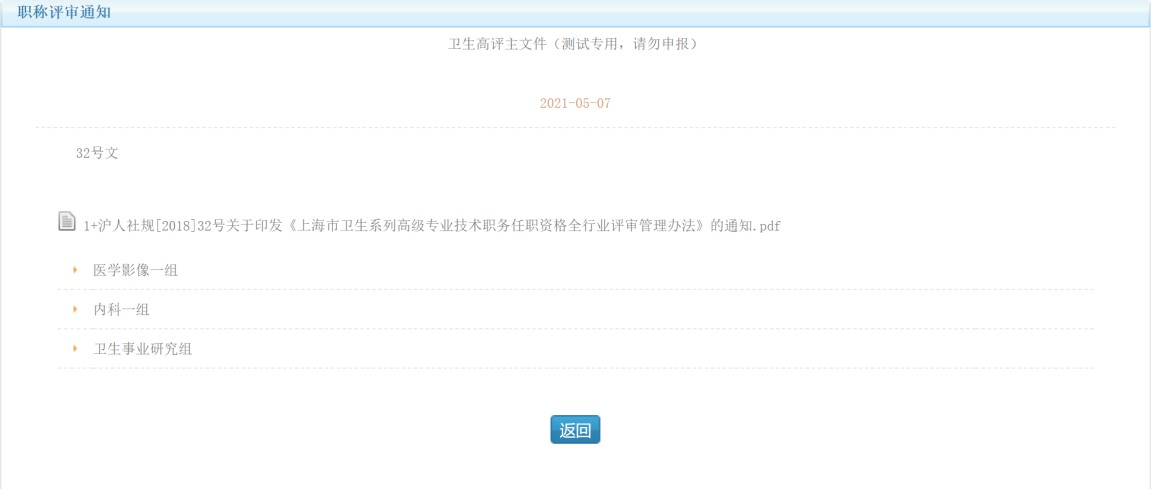 职称评审通知
卫生高评主文件（测试专用，请勿申报）
2021-05-07
32号文
1+沪人社规[2018]32号关于印发《上海市卫生系列高级专业技术职务任职资格全行业评审管理办法》的通知.pdf
医学影像一组
内科一组
卫生事业研究组
返回